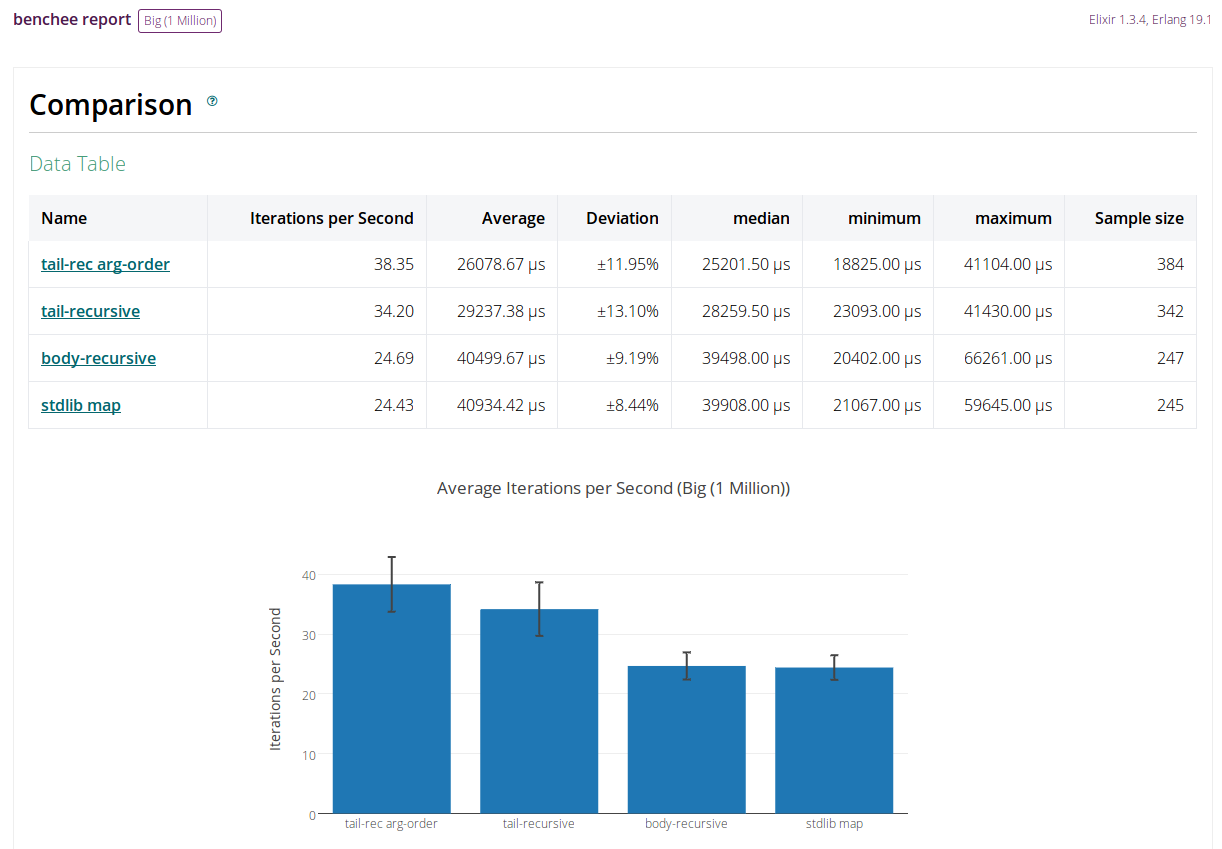 benchee report Big (1 Million) Elixir 1.3.4, Erlang 19.1
Comparison ?
Data Table
Name Iterations per Second Average Deviation median minimum maximum Sample size
tail-rec arg-order 38.35 26078.67 µs ±11.95% 25201.50 µs 18825.00 µs 41104.00 µs 384
tail-recursive 34.20 29237.38 µs ±13.10% 28259.50 µs 23093.00 µs 41430.00 µs 342
body-recursive 24.69 40499.67 µs ±9.19% 39498.00 µs 20402.00 µs 66261.00 µs 247
stdlib map 24.43 40934.42 µs ±8.44% 39908.00 µs 21067.00 µs 59645.00 µs 245
Average Iterations per Second (Big (1 Million))
Iterations per Second
40
30
20
10
0
tail-rec arg-order tail-recursive body-recursive stdlib map